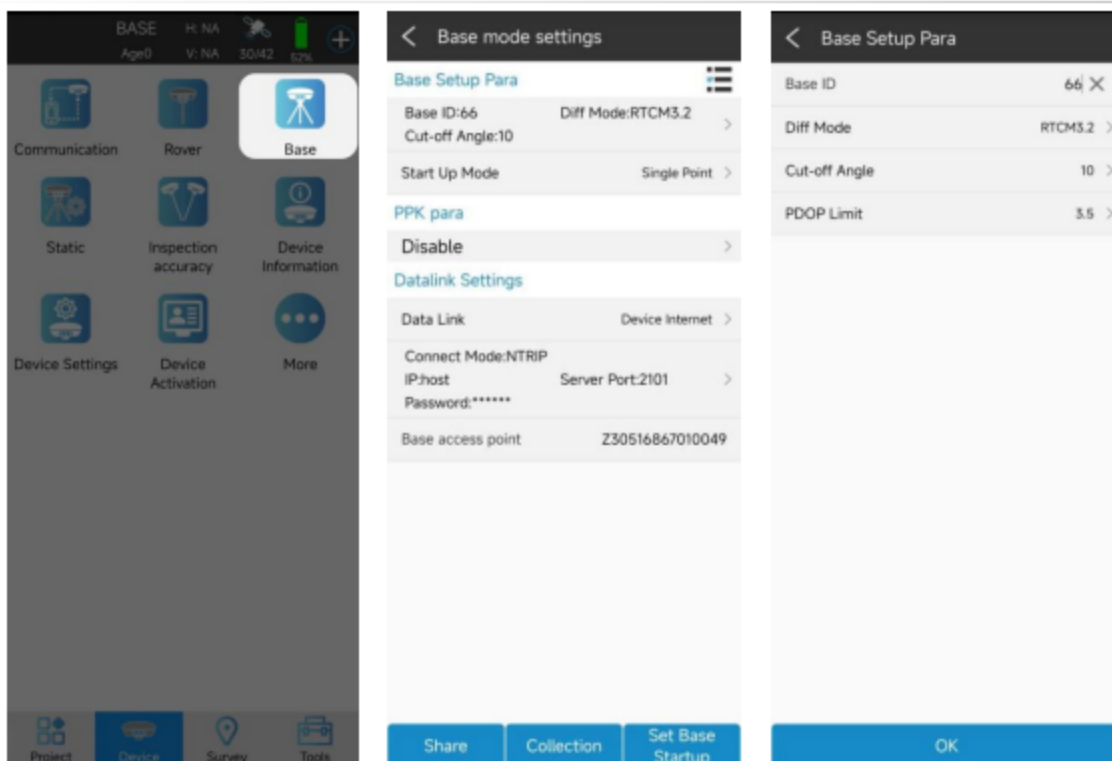 BASE H: NA
Age0 V: NA 30/42 52%
Communication Rover Base
Static Inspection accuracy Device Information
Device Settings Device Activation More
Project Device Survey Tools
Base mode settings
Base Setup Para
Base ID:66 Diff Mode:RTCM3.2
Cut-off Angle:10
Start Up Mode Single Point
PPK para
Disable
Datalink Settings
Data Link Device Internet
Connect Mode:NTRIP
IP:host Server Port:2101
Password:******
Base access point Z30516867010049
Share Collection Set Base Startup
Base Setup Para
Base ID 66
Diff Mode RTCM3.2
Cut-off Angle 10
PDOP Limit 3.5
OK